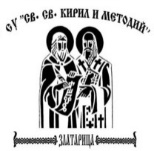 СУ "СВ. СВ. КИРИЛ И МЕТОДИЙ"
ЗЛАТАРИЦА